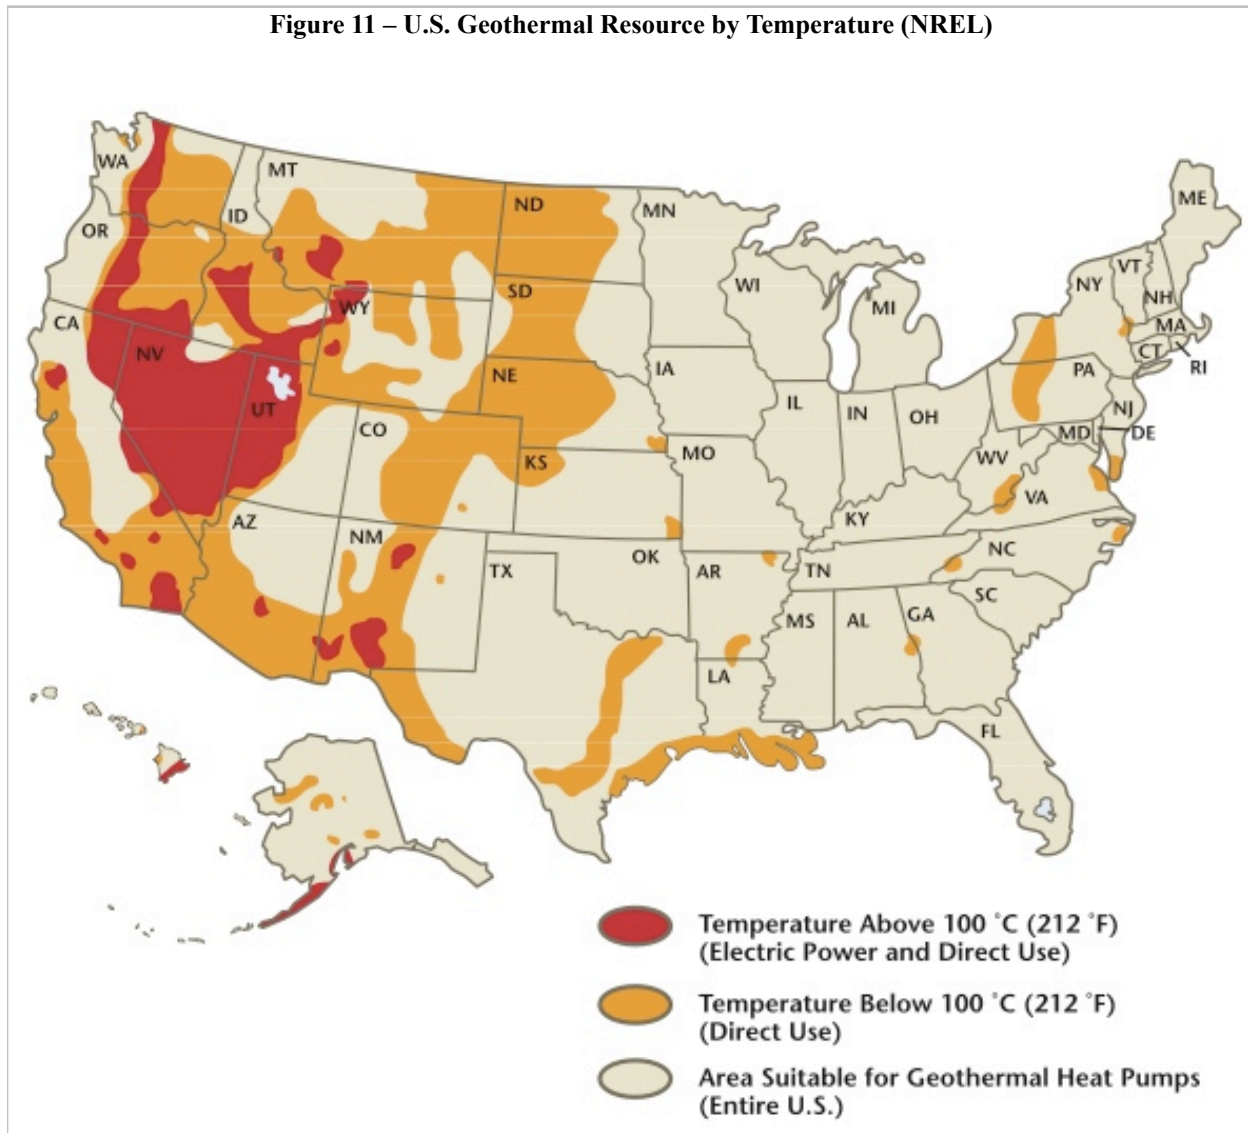 Figure 11 – U.S. Geothermal Resource by Temperature (NREL)
WA
MT
ND
MN
ME
OR
ID
VT
NY
NH
WI
SD
MI
WY
MA
CA
CT
RI
NV
IA
PA
NE
UT
IL
IN
OH
NJ
CO
MD
DE
KS
MO
WV
VA
KY
AZ
NM
OK
NC
TX
AR
TN
SC
MS
AL
GA
LA
FL
Temperature Above 100 ˚C (212 ˚F)
(Electric Power and Direct Use)
Temperature Below 100 ˚C (212 ˚F)
(Direct Use)
Area Suitable for Geothermal Heat Pumps
(Entire U.S.)